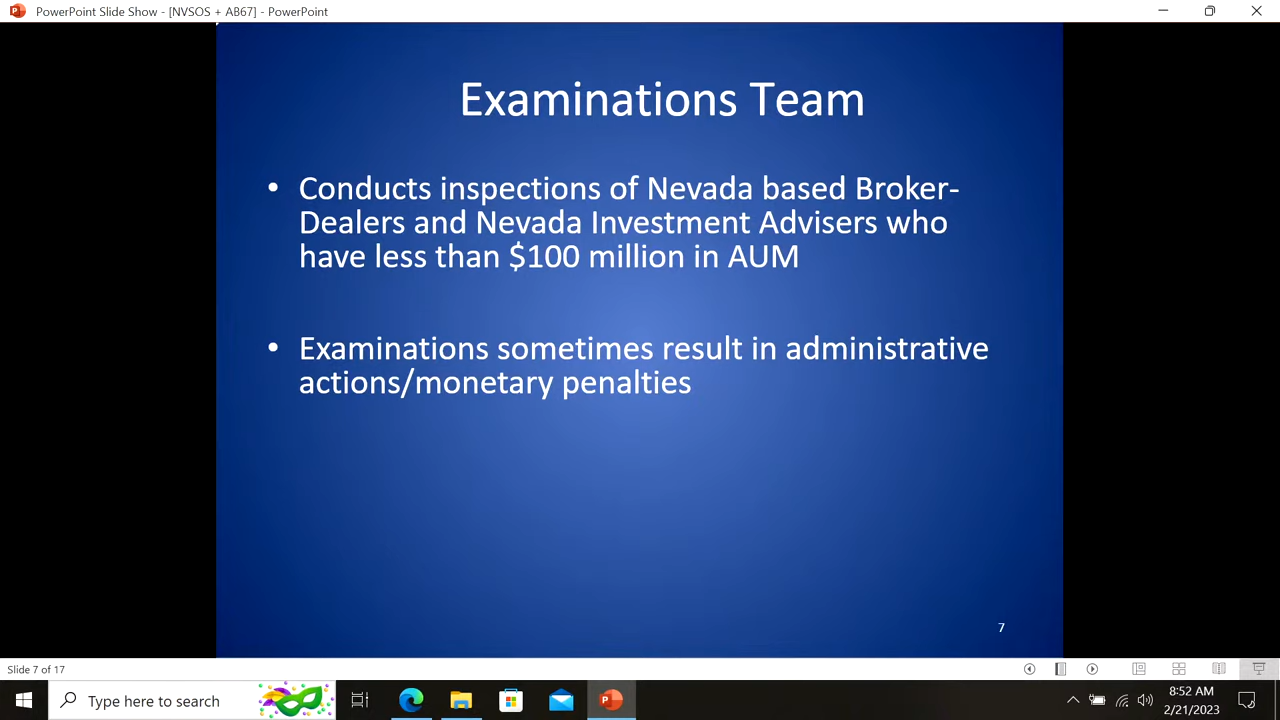 PowerPoint Slide Show - [NVSOS + AB67] - PowerPoint
Examinations Team
• Conducts inspections of Nevada based Broker-
Dealers and Nevada Investment Advisers who
have less than $100 million in AUM
• Examinations sometimes result in administrative
actions/monetary penalties
7
Slide 7 of 17
Type here to search
8:52 AM
2/21/2023